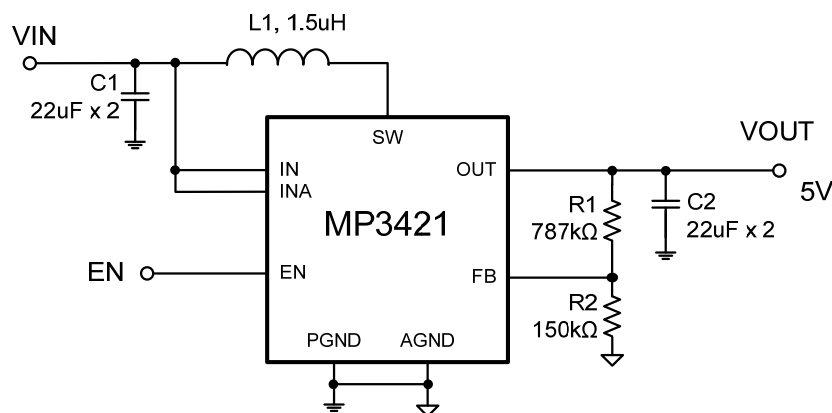 L1, 1.5uH
VIN
C1
22uF x 2
SW
VOUT
IN
OUT
INA
5V
R1
787kΩ
C2
22uF x 2
MP3421
EN
EN
FB
R2
150kΩ
PGND
AGND